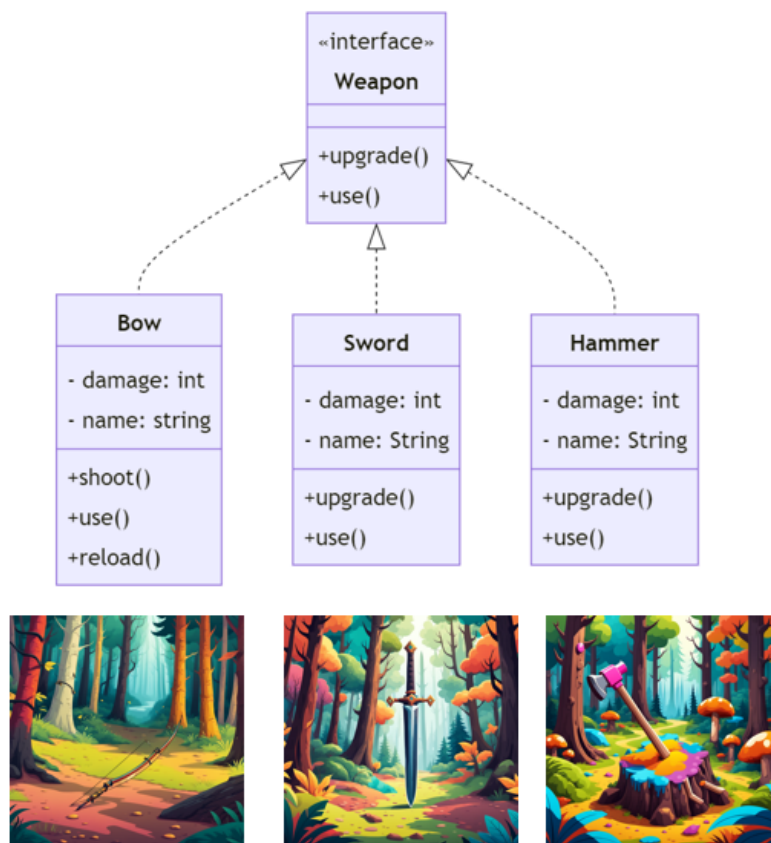 «interface»
Weapon
+upgrade()
+use()
Bow
- damage: int
- name: string
+shoot()
+use()
+reload()
Sword
- damage: int
- name: String
+upgrade()
+use()
Hammer
- damage: int
- name: String
+upgrade()
+use()